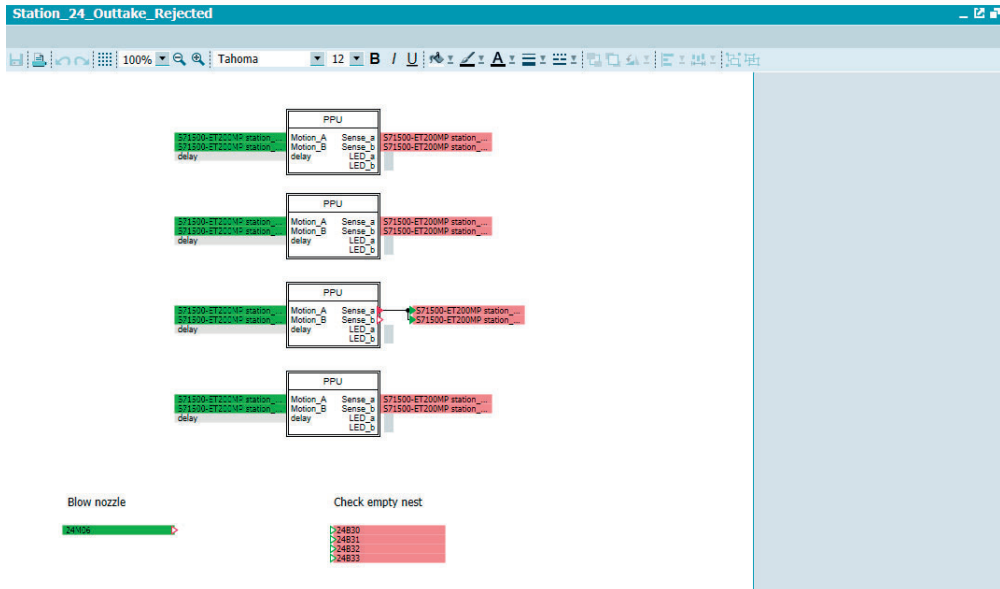 Station_24_Outtake_Rejected
100% Tahoma 12 B I U A
PPU
S71500-ET200MP station_... Motion_A Sense_a S71500-ET200MP station_...
S71500-ET200MP station_... Motion_B Sense_b S71500-ET200MP station_...
delay delay LED_a
LED_b
PPU
S71500-ET200MP station_... Motion_A Sense_a S71500-ET200MP station_...
S71500-ET200MP station_... Motion_B Sense_b S71500-ET200MP station_...
delay delay LED_a
LED_b
PPU
S71500-ET200MP station_... Motion_A Sense_a S71500-ET200MP station_...
S71500-ET200MP station_... Motion_B Sense_b S71500-ET200MP station_...
delay delay LED_a
LED_b
PPU
S71500-ET200MP station_... Motion_A Sense_a S71500-ET200MP station_...
S71500-ET200MP station_... Motion_B Sense_b S71500-ET200MP station_...
delay delay LED_a
LED_b
Blow nozzle Check empty nest
24M06 24B30
24B31
24B32
24B33